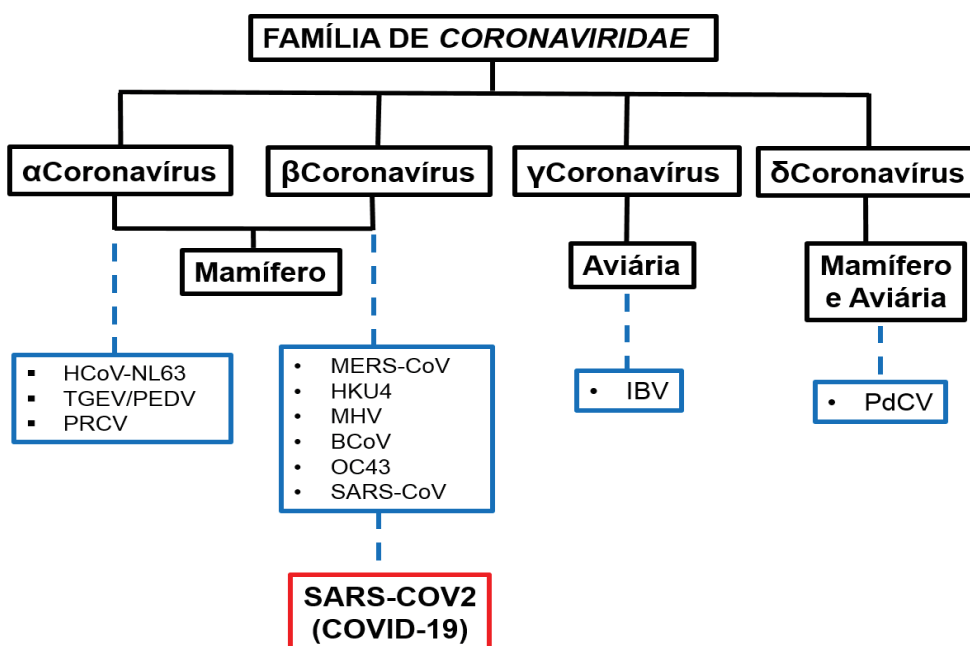 FAMÍLIA DE CORONAVIRIDAE
αCoronavírus
βCoronavírus
γCoronavírus
δCoronavírus
Mamífero
Aviária
Mamífero
e Aviária
▪ HCoV-NL63
▪ TGEV/PEDV
▪ PRCV
• MERS-CoV
• HKU4
• MHV
• BCoV
• OC43
• SARS-CoV
• IBV
• PdCV
SARS-COV2
(COVID-19)